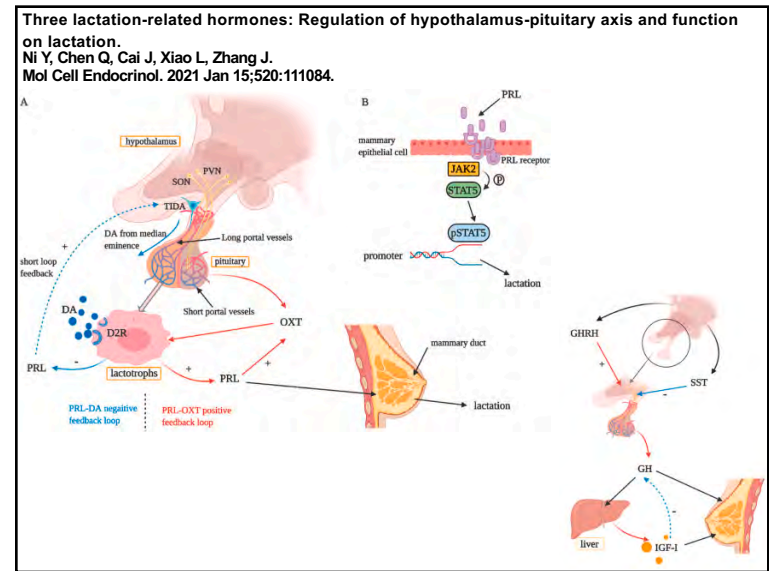 Three lactation-related hormones: Regulation of hypothalamus-pituitary axis and function
on lactation.
Ni Y, Chen Q, Cai J, Xiao L, Zhang J.
Mol Cell Endocrinol. 2021 Jan 15;520:111084.
A
hypothalamus
PVN
SON
TIDA
DA from median
eminence
Long portal vessels
pituitary
+
short loop
feedback
Short portal vessels
DA
D2R
OXT
PRL
-
lactotrophs
+
PRL
+
PRL-DA negaitive
feedback loop
PRL-OXT positive
feedback loop
mammary duct
lactation
B
PRL
mammary
epithelial cell
PRL receptor
JAK2
P
STAT5
pSTAT5
promoter
lactation
GHRH
+
SST
-
GH
-
liver
IGF-I